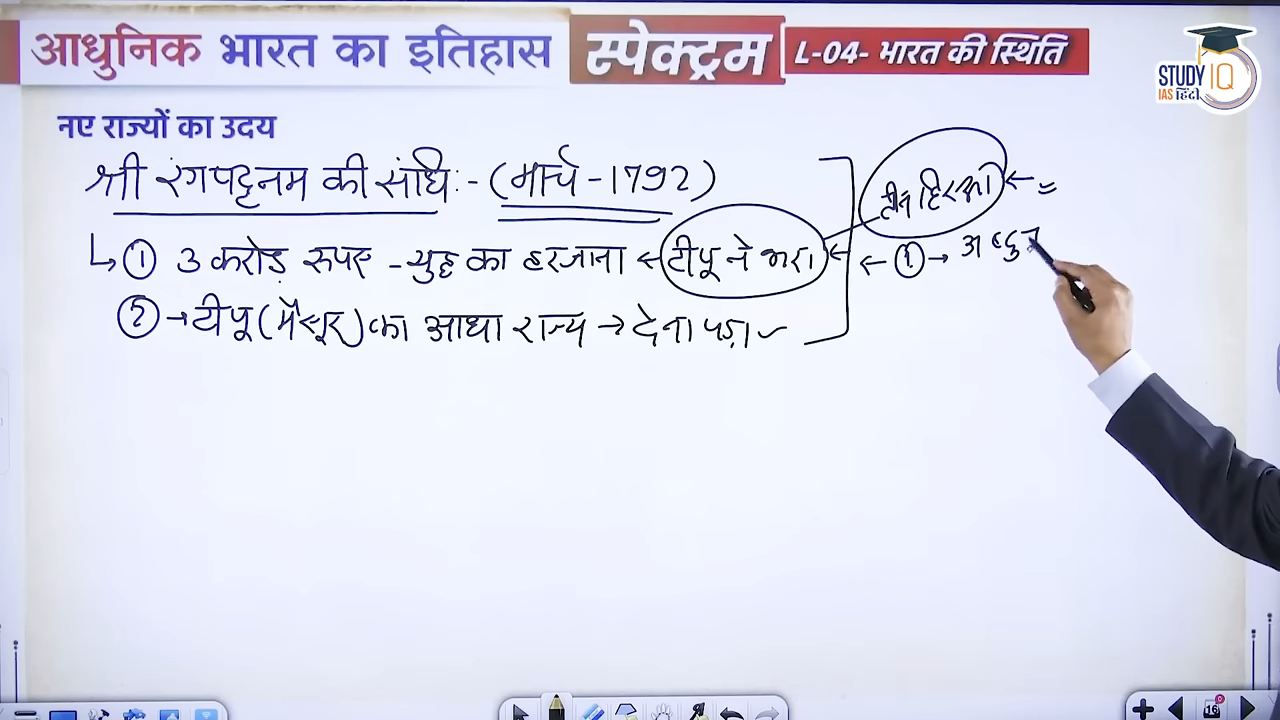 आधुनिक भारत का इतिहास स्पेक्ट्रम L-04- भारत की स्थिति
STUDY IQ
IAS हिंदी
नए राज्यों का उदय
श्री रंगपट्टनम की संधि:- (मार्च-1792)
तीन हिस्सा ← =
↳ ① 3 करोड़ रुपए - युद्ध का हरजाना ← टीपू ने भरा ← ← ① →
② → टीपू (मैसूर) का आधा राज्य → देना पड़ा
16